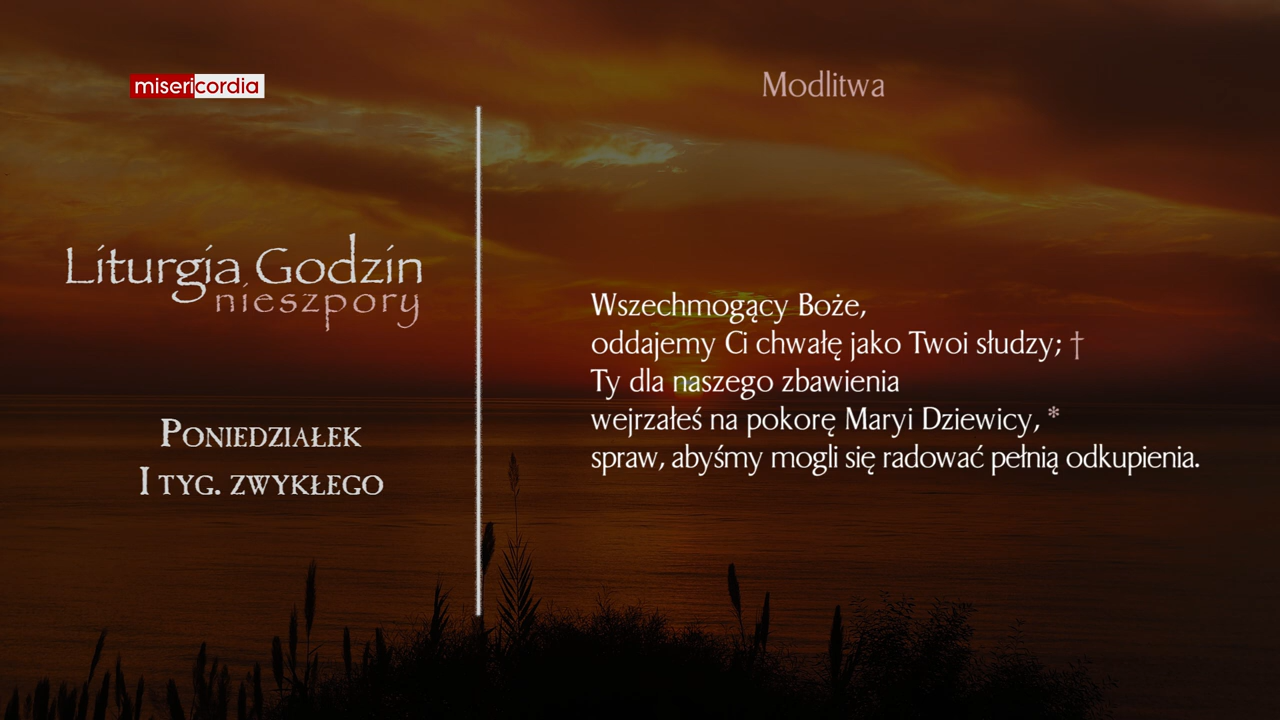 misericordia
Liturgia Godzin
nieszpory
Poniedziałek
I tyg. zwykłego
Modlitwa
Wszechmogący Boże,
oddajemy Ci chwałę jako Twoi słudzy; †
Ty dla naszego zbawienia
wejrzałeś na pokorę Maryi Dziewicy, *
spraw, abyśmy mogli się radować pełnią odkupienia.